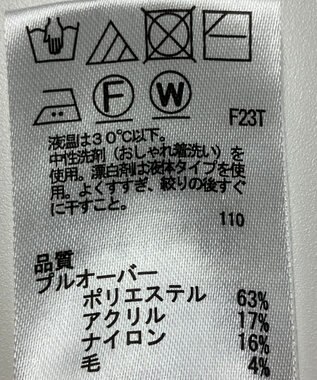 F W
F23T
液温は30℃以下。
中性洗剤（おしゃれ着洗い）を
使用。漂白剤は液体タイプを使
用。よくすすぎ、絞りの後すぐ
に干すこと。
110
品質
プルオーバー
ポリエステル 63%
アクリル 17%
ナイロン 16%
毛 4%